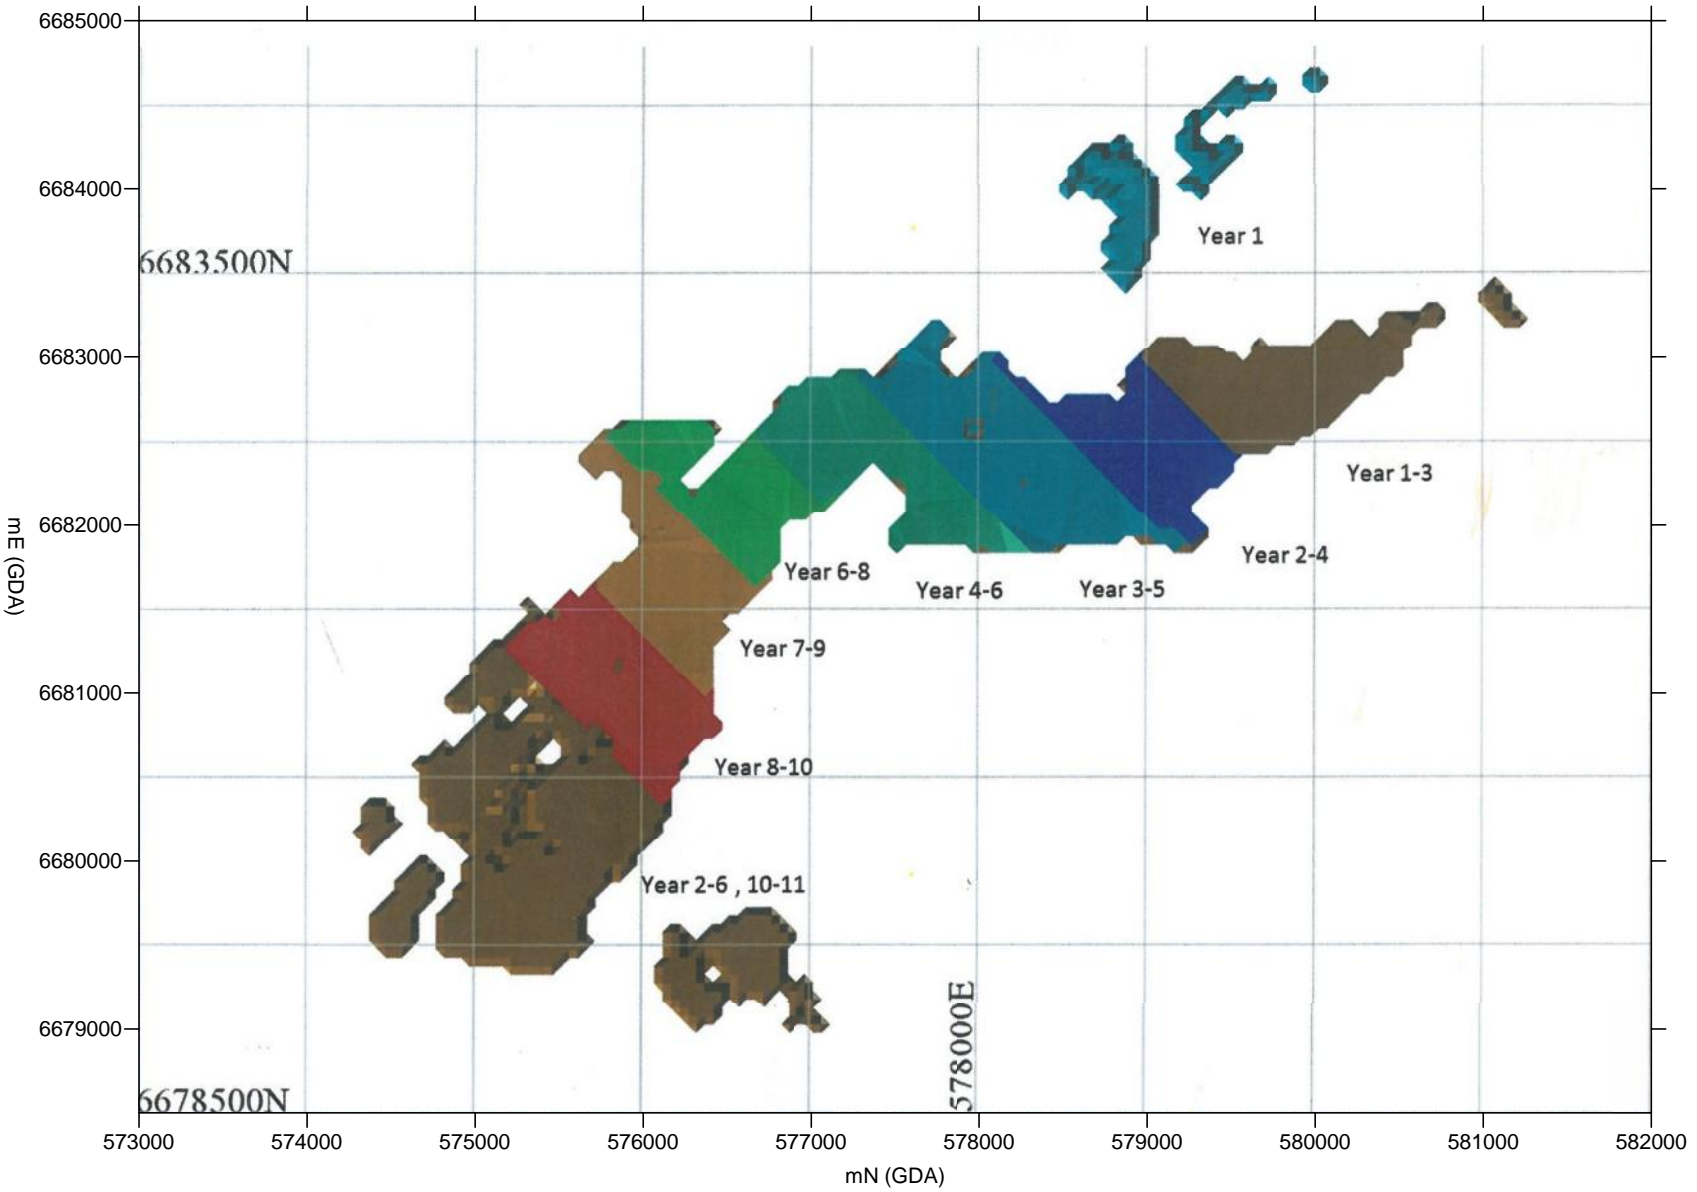 6685000
6684000
Year 1
6683500N
6683000
Year 1-3
6682000
Year 2-4
Year 6-8
Year 4-6
Year 3-5
mE (GDA)
Year 7-9
6681000
Year 8-10
6680000
Year 2-6 , 10-11
578000E
6679000
6678500N
573000
574000
575000
576000
577000
578000
579000
580000
581000
582000
mN (GDA)